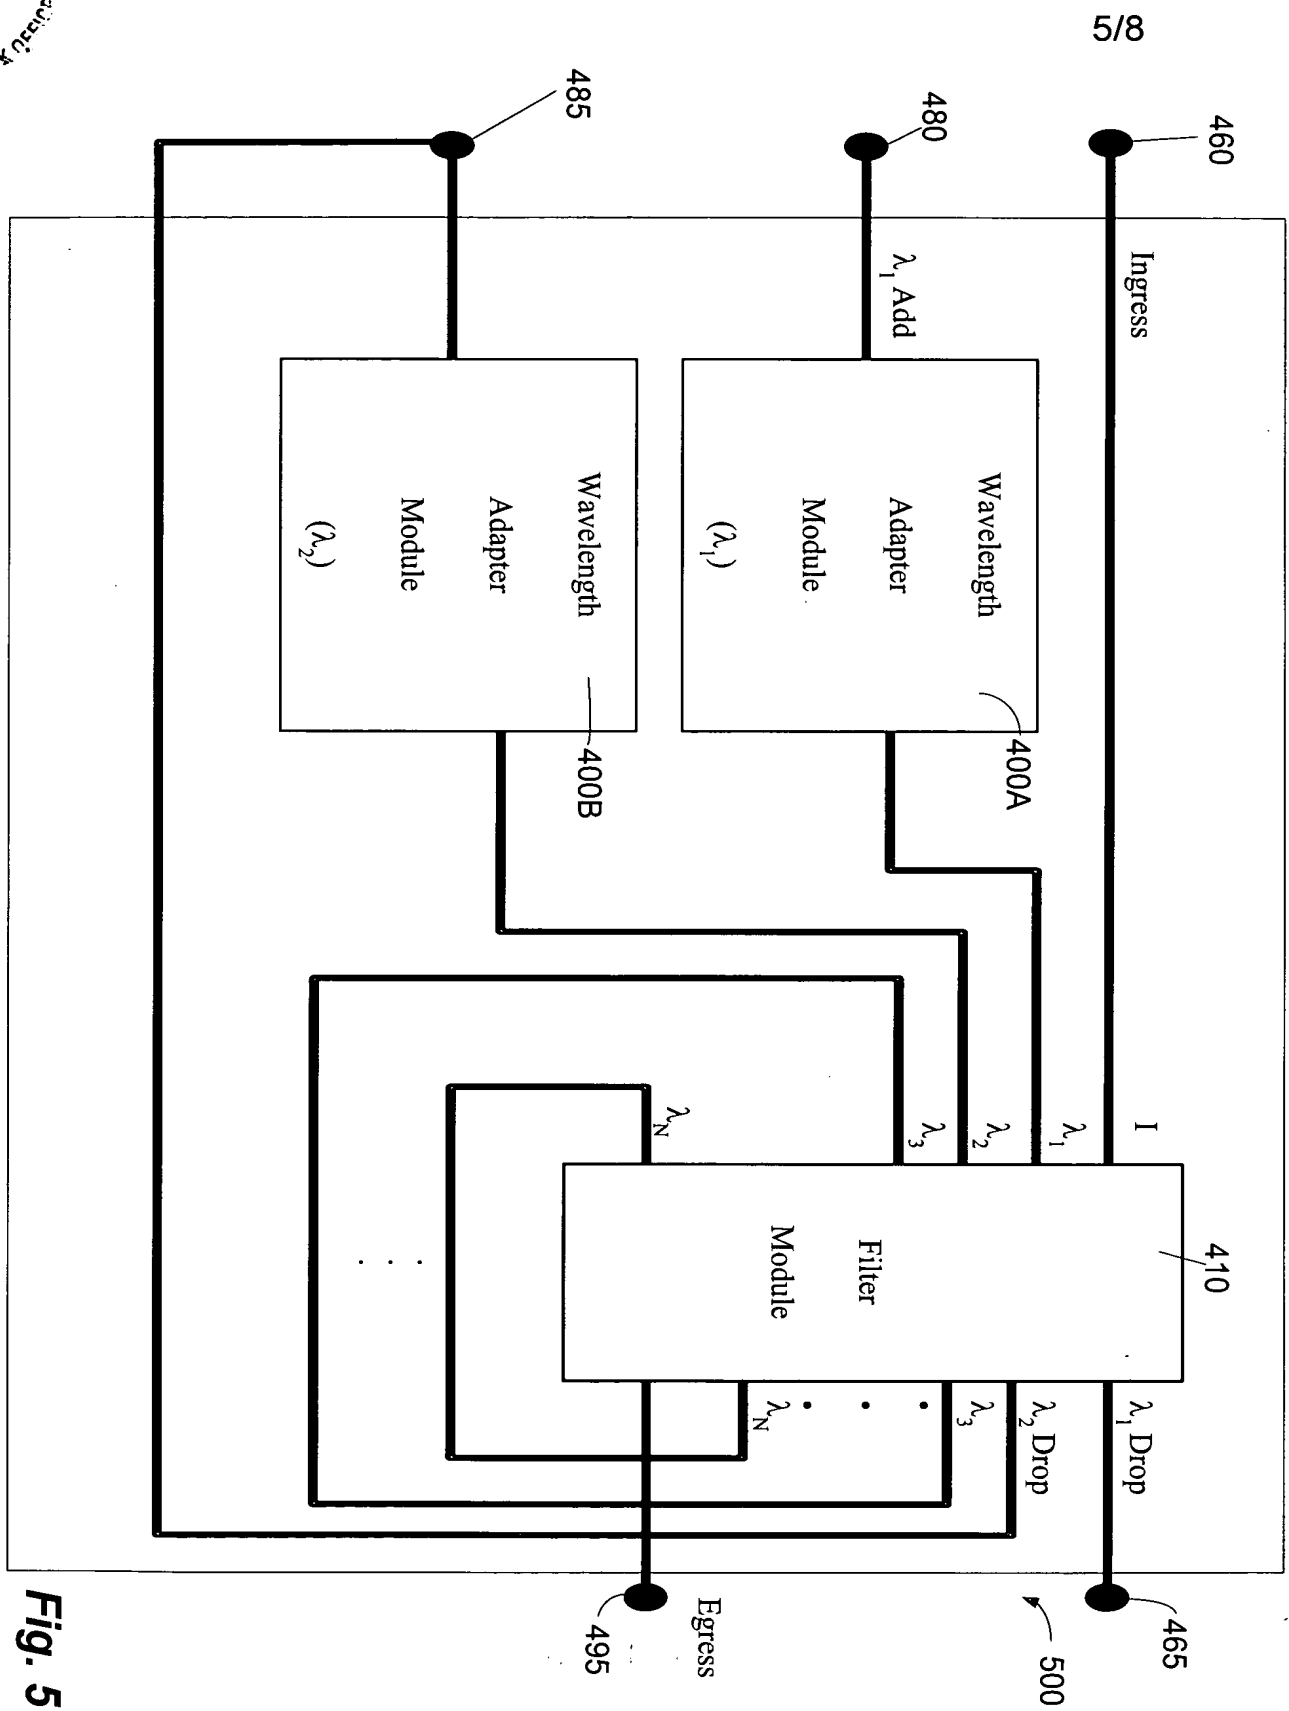 5/8
460
480
485
Ingress
λ1 Add
Wavelength
Adapter
Module
(λ1)
400A
Wavelength
Adapter
Module
(λ2)
400B
I
λ1
λ2
λ3
λN
410
Filter
Module
λ1 Drop
λ2 Drop
λ3
λN
465
500
Egress
495
Fig. 5